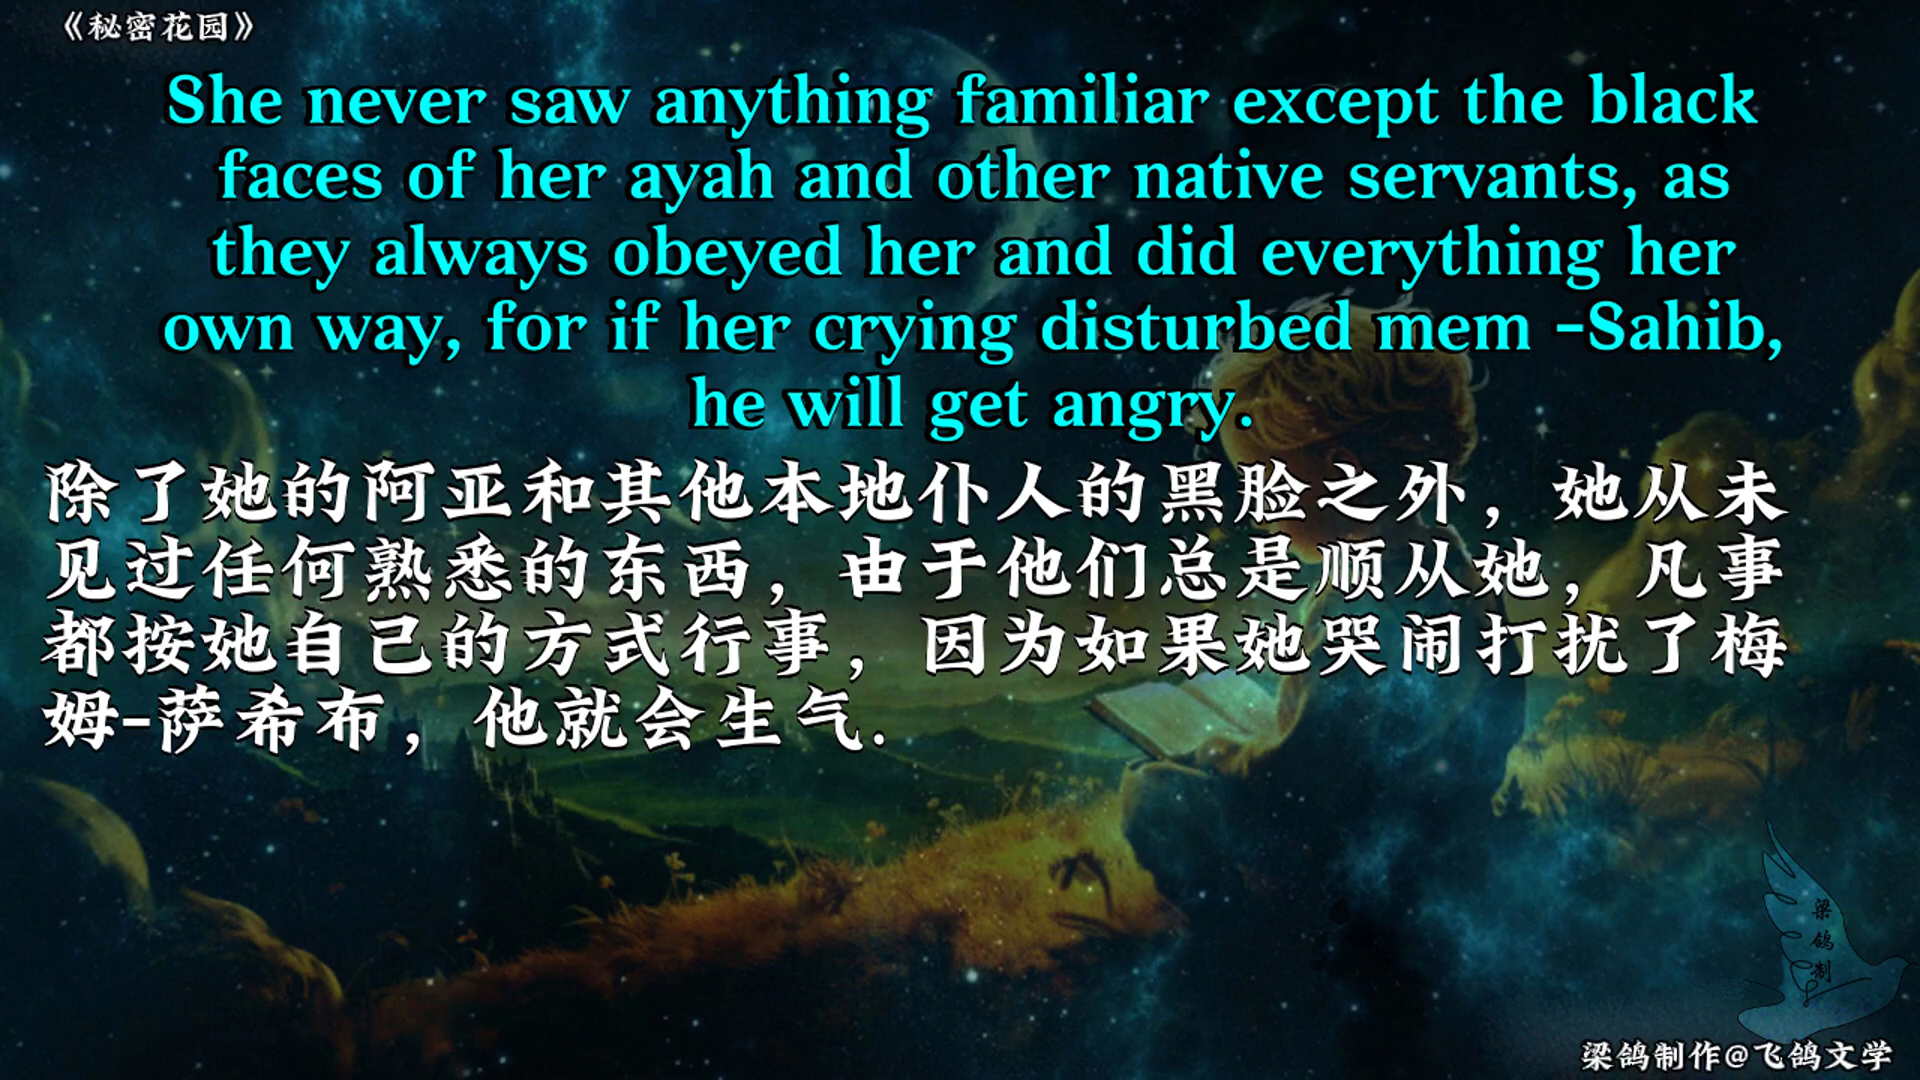 《秘密花园》
She never saw anything familiar except the black
faces of her ayah and other native servants, as
they always obeyed her and did everything her
own way, for if her crying disturbed mem -Sahib,
he will get angry.
除了她的阿亚和其他本地仆人的黑脸之外，她从未
见过任何熟悉的东西，由于他们总是顺从她，凡事
都按她自己的方式行事，因为如果她哭闹打扰了梅
姆-萨希布，他就会生气.
梁
鸽
制
梁鸽制作@飞鸽文学